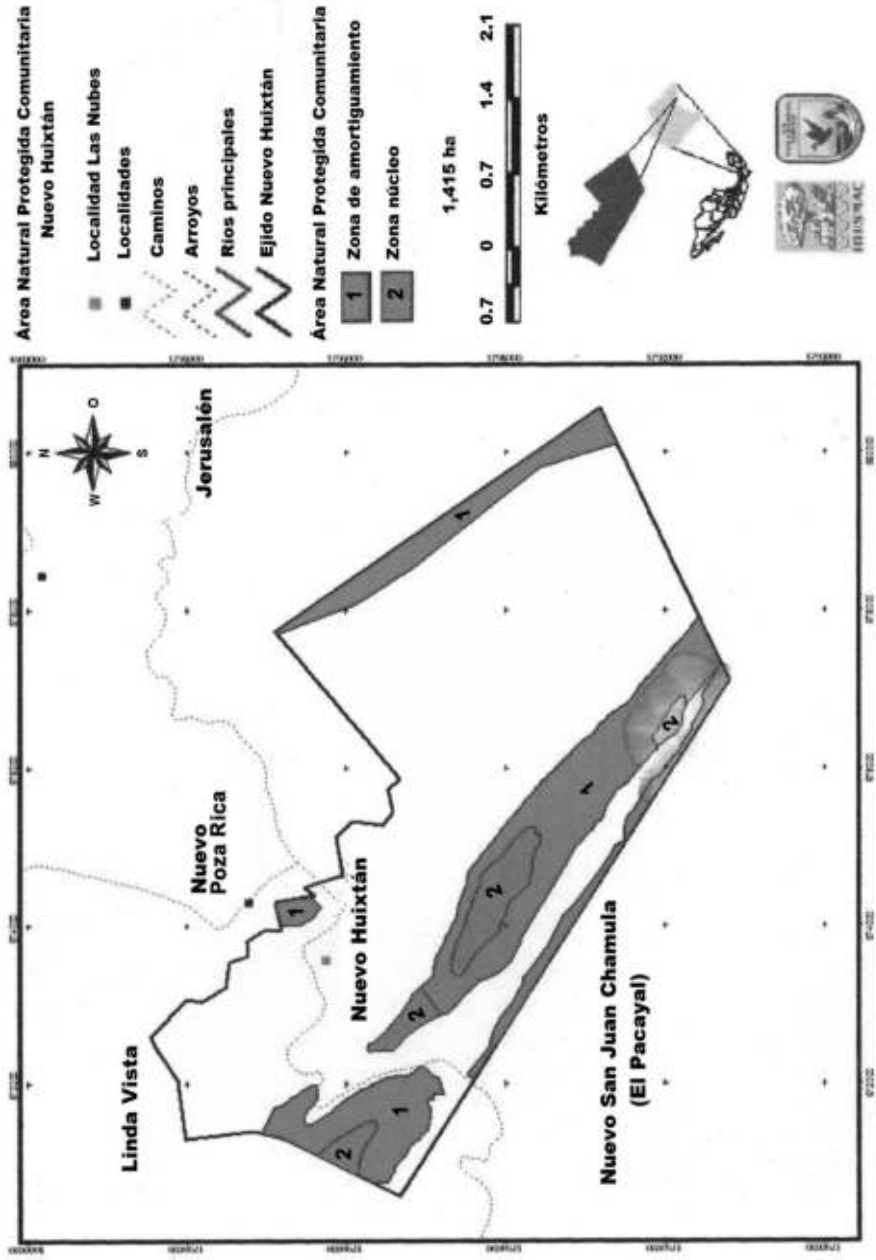 Área Natural Protegida Comunitaria
Nuevo Huixtán
Localidad Las Nubes
Localidades
Caminos
Arroyos
Rios principales
Ejido Nuevo Huixtán
Área Natural Protegida Comunitaria
1 Zona de amortiguamiento
2 Zona núcleo
1,415 ha
0.7 0 0.7 1.4 2.1
Kilómetros
N
W O
S
Jerusalén
Linda Vista
Nuevo
Poza Rica
1
Nuevo Huixtán
1
2
1
2
2
1
2
Nuevo San Juan Chamula
(El Pacayal)